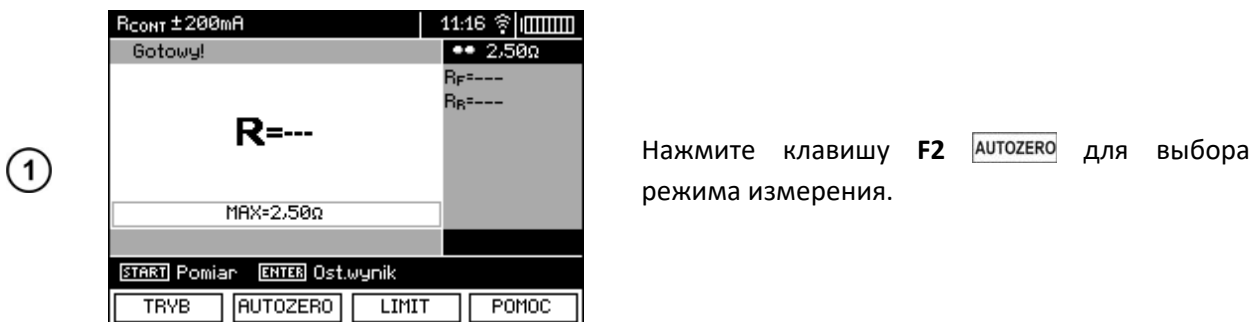 RCONT ±200mA 11:16
Gotowy! 2,50Ω
RF=---
RR=---
R=---
MAX=2,50Ω
START Pomiar ENTER Ost.wynik
TRYB AUTOZERO LIMIT POMOC
1
Нажмите клавишу F2 AUTOZERO для выбора
режима измерения.